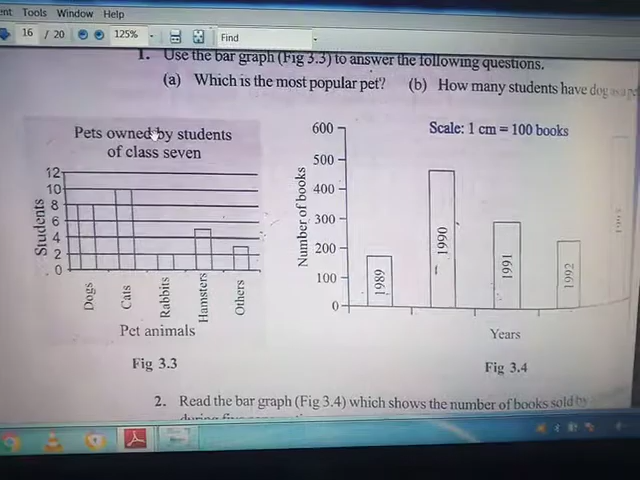 ent Tools Window Help
16 / 20 125% Find
1. Use the bar graph (Fig 3.3) to answer the following questions.
(a) Which is the most popular pet? (b) How many students have dog as a pet
Pets owned by students
of class seven
12
10
8
6
4
2
0
Students
Dogs
Cats
Rabbits
Hamsters
Others
Pet animals
Fig 3.3
Scale: 1 cm = 100 books
600
500
400
300
200
100
0
Number of books
1989
1990
1991
1992
Years
Fig 3.4
2. Read the bar graph (Fig 3.4) which shows the number of books sold by
during five